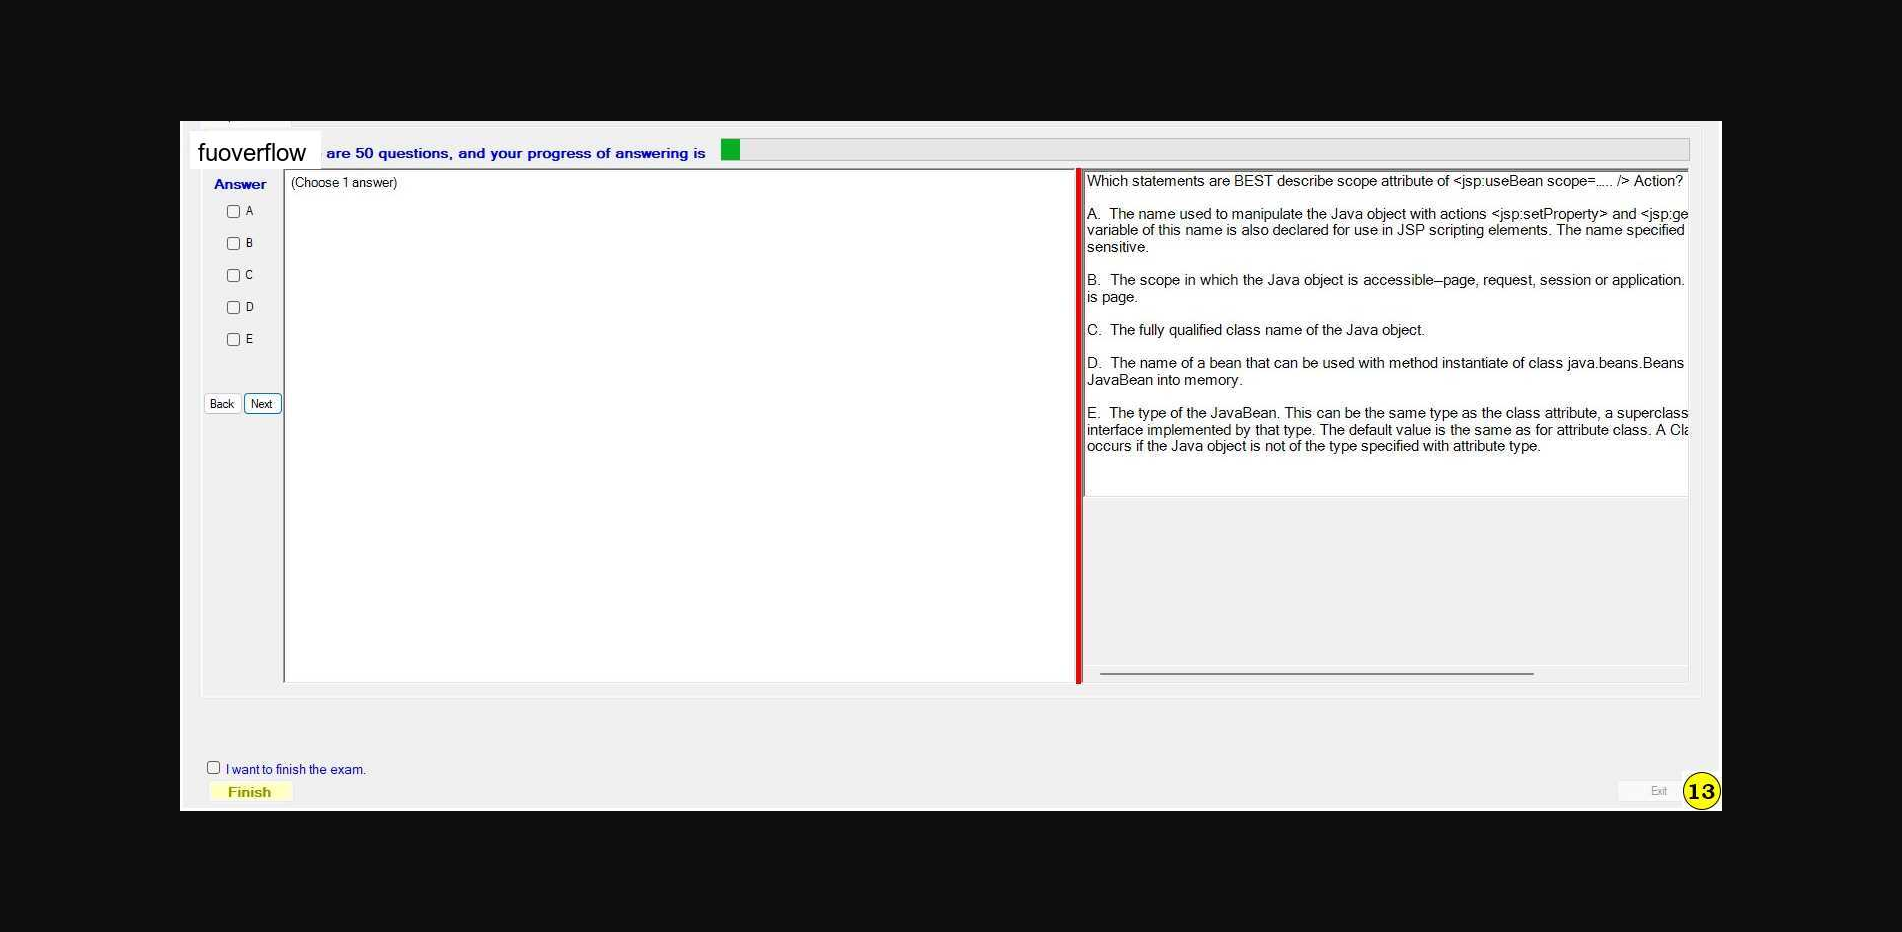 fuoverflow are 50 questions, and your progress of answering is
Answer
A
B
C
D
E
Back Next
(Choose 1 answer)
Which statements are BEST describe scope attribute of <jsp:useBean scope=..... /> Action?
A. The name used to manipulate the Java object with actions <jsp:setProperty> and <jsp:ge
variable of this name is also declared for use in JSP scripting elements. The name specified
sensitive.
B. The scope in which the Java object is accessible—page, request, session or application.
is page.
C. The fully qualified class name of the Java object.
D. The name of a bean that can be used with method instantiate of class java.beans.Beans
JavaBean into memory.
E. The type of the JavaBean. This can be the same type as the class attribute, a superclass
interface implemented by that type. The default value is the same as for attribute class. A Cla
occurs if the Java object is not of the type specified with attribute type.
I want to finish the exam.
Finish
Exit
13